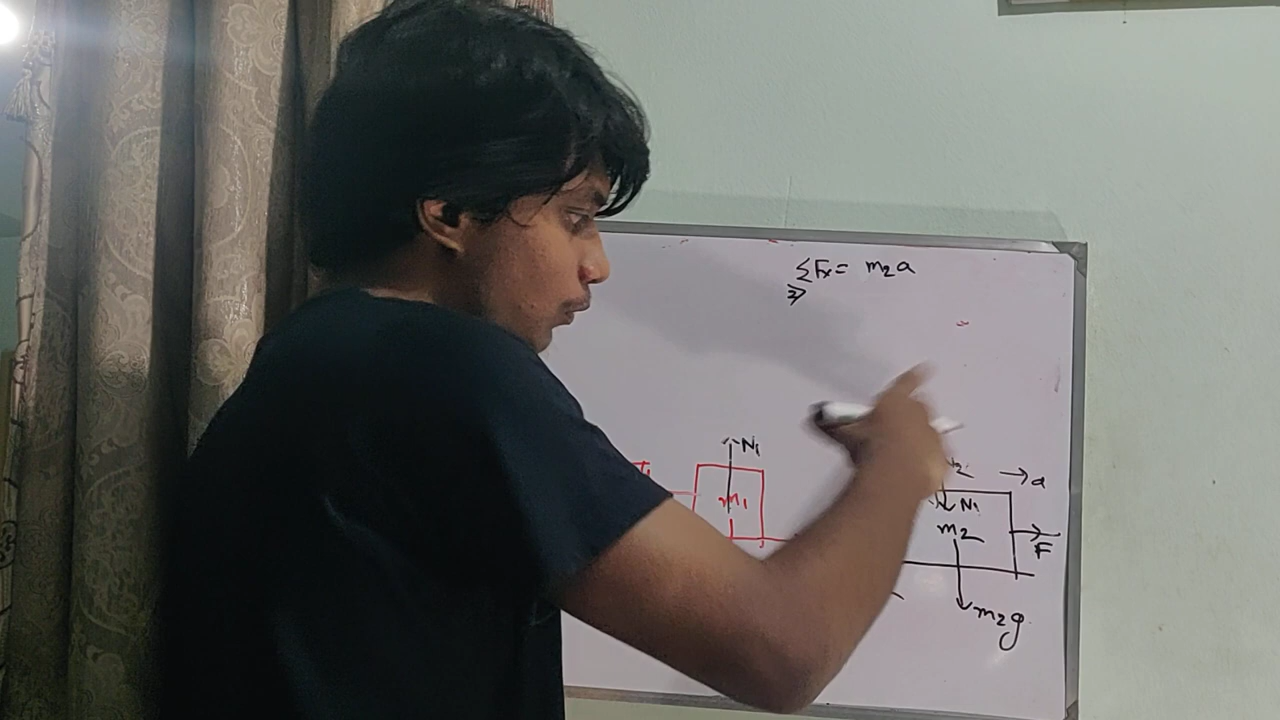 ΣFx = m₂a
⇒
N₁
m₁
→a
N₁
m₂
F
m₂g